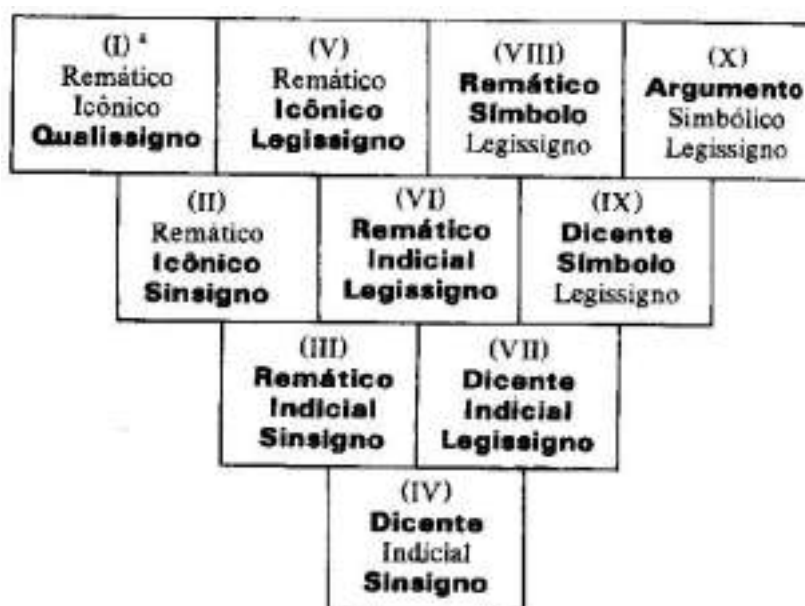 (I) ⁴
Remático
Icônico
Qualissigno
(V)
Remático
Icônico
Legissigno
(VIII)
Remático
Símbolo
Legissigno
(X)
Argumento
Simbólico
Legissigno
(II)
Remático
Icônico
Sinsigno
(VI)
Remático
Indicial
Legissigno
(IX)
Dicente
Símbolo
Legissigno
(III)
Remático
Indicial
Sinsigno
(VII)
Dicente
Indicial
Legissigno
(IV)
Dicente
Indicial
Sinsigno